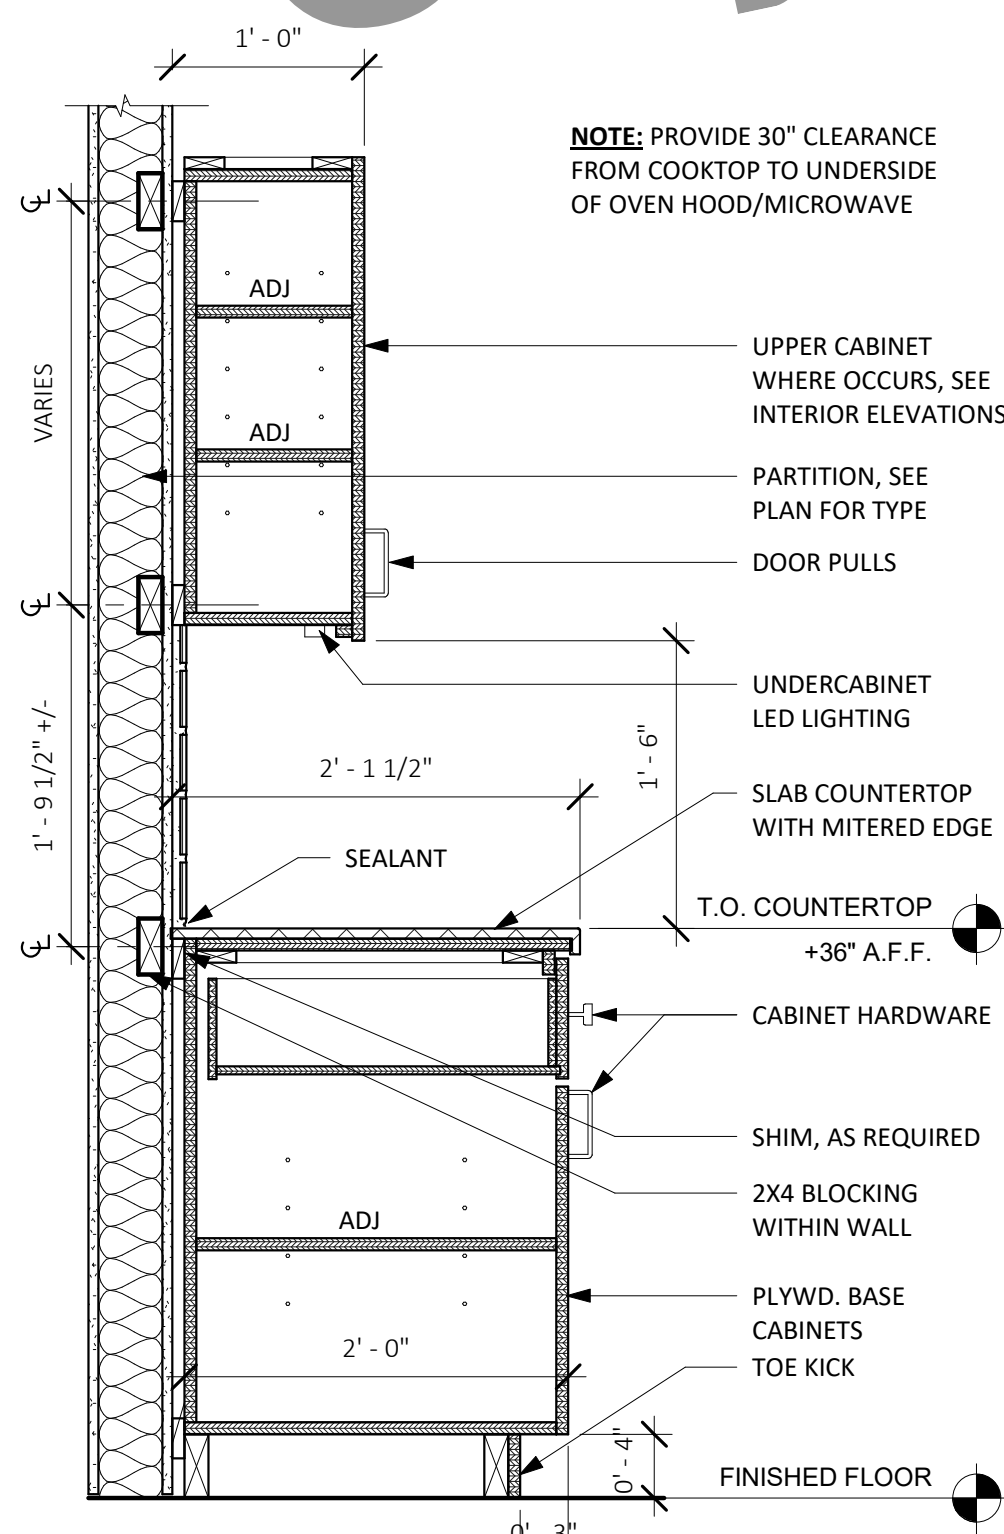 1' - 0"
NOTE: PROVIDE 30" CLEARANCE
FROM COOKTOP TO UNDERSIDE
OF OVEN HOOD/MICROWAVE
ADJ
UPPER CABINET
WHERE OCCURS, SEE
INTERIOR ELEVATIONS
VARIES
ADJ
PARTITION, SEE
PLAN FOR TYPE
DOOR PULLS
UNDERCABINET
LED LIGHTING
1' - 6"
1' - 9 1/2" +/-
2' - 1 1/2"
SLAB COUNTERTOP
WITH MITERED EDGE
SEALANT
T.O. COUNTERTOP
+36" A.F.F.
CABINET HARDWARE
SHIM, AS REQUIRED
2X4 BLOCKING
WITHIN WALL
ADJ
PLYWD. BASE
CABINETS
2' - 0"
TOE KICK
0' - 4"
FINISHED FLOOR
0' - 3"